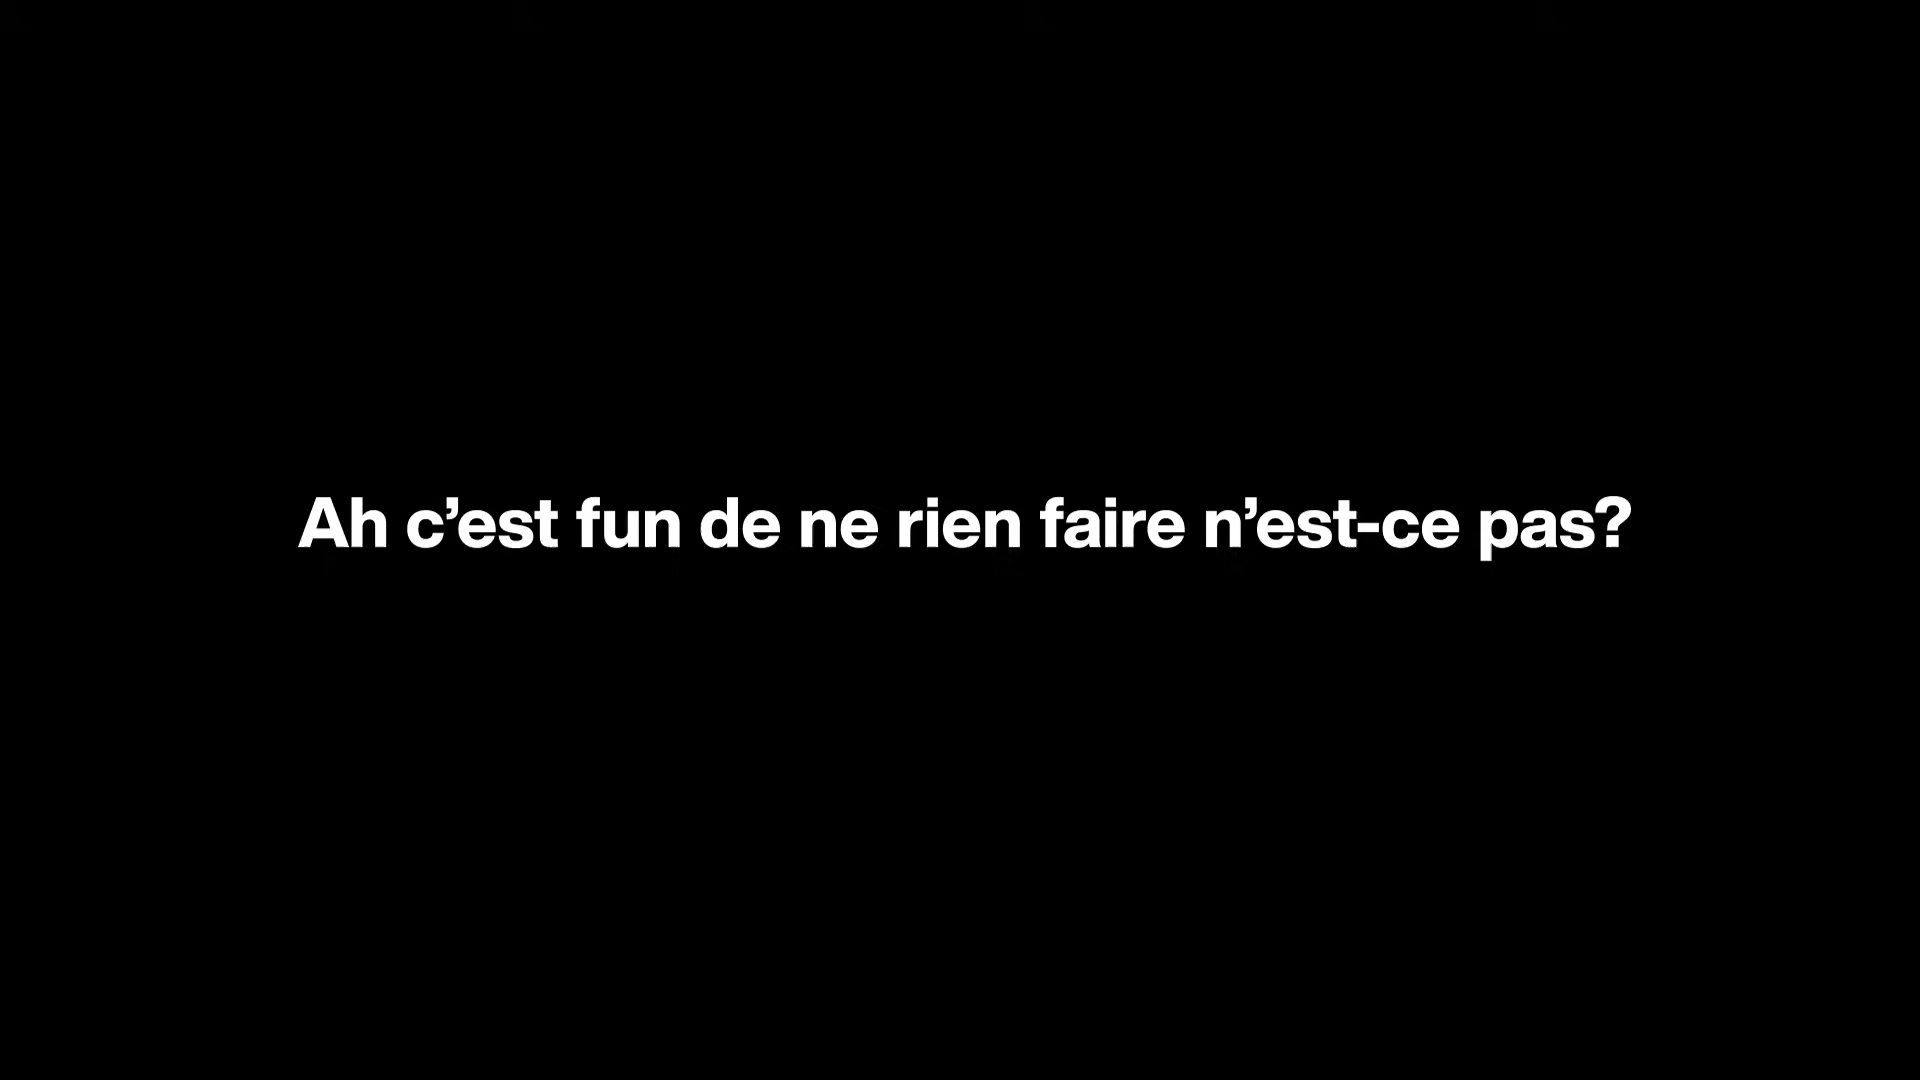 Ah c’est fun de ne rien faire n’est-ce pas?